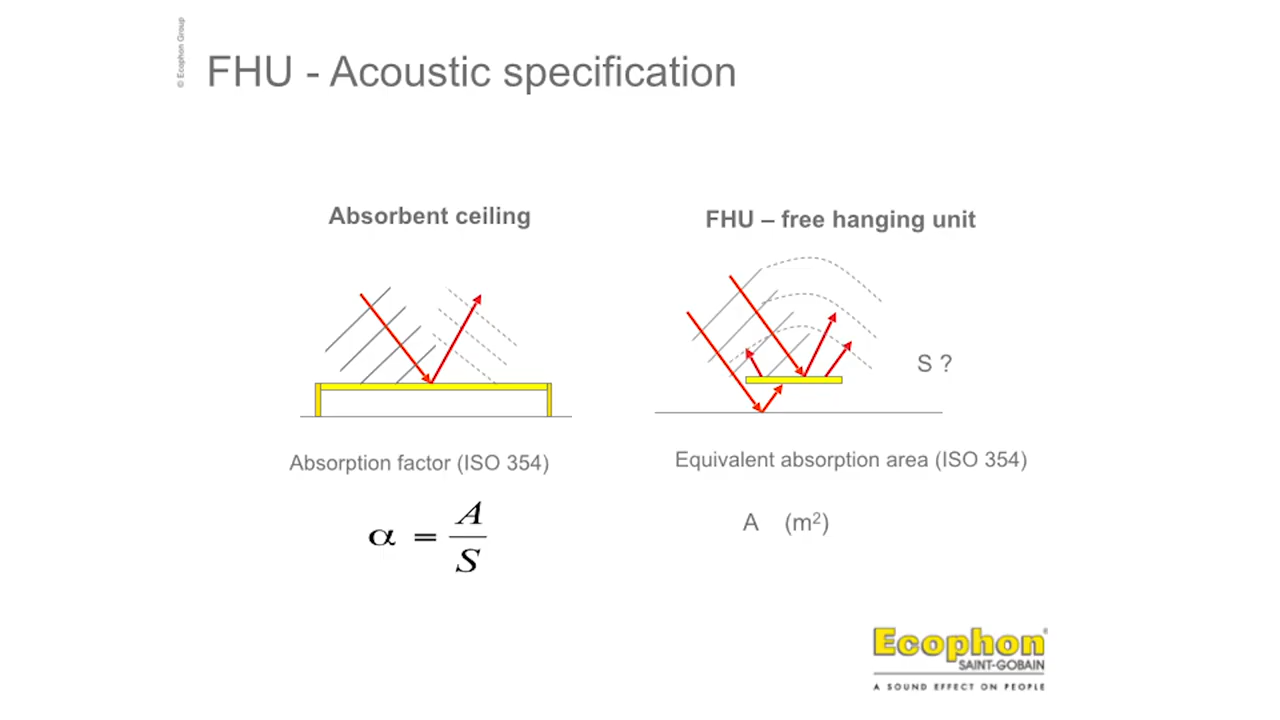 © Ecophon Group
FHU - Acoustic specification
Absorbent ceiling
FHU – free hanging unit
S ?
Absorption factor (ISO 354)
Equivalent absorption area (ISO 354)
α = A/S
A (m²)
Ecophon®
SAINT-GOBAIN
A SOUND EFFECT ON PEOPLE